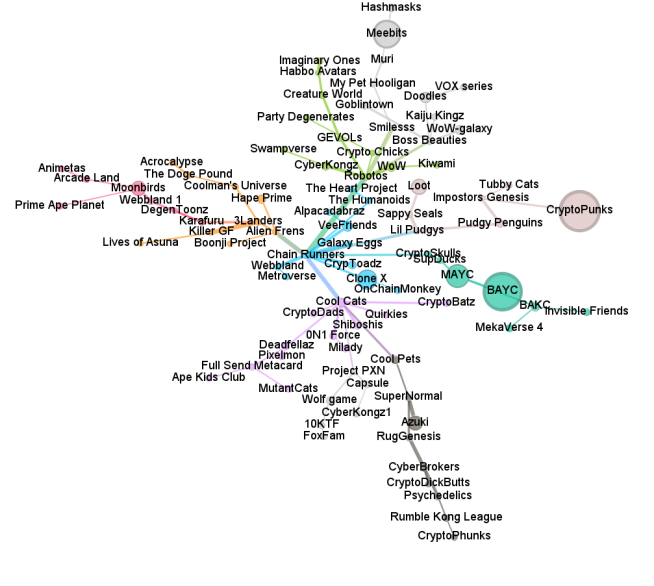 Hashmasks
Meebits
Imaginary Ones
Muri
Habbo Avatars
My Pet Hooligan
VOX series
Creature World
Doodles
Goblintown
Party Degenerates
Kaiju Kingz
Smilesss
WoW-galaxy
GEVOLs
Boss Beauties
Swampverse
Crypto Chicks
CyberKongz
WoW
Kiwami
Robotos
Acrocalypse
Animetas
The Doge Pound
Arcade Land
Moonbirds
Coolman's Universe
The Heart Project
Loot
Tubby Cats
Webbland 1
Hape Prime
The Humanoids
Impostors Genesis
Prime Ape Planet
DegenToonz
Alpacadabraz
Sappy Seals
CryptoPunks
Karafuru
3Landers
VeeFriends
Pudgy Penguins
Killer GF
Alien Frens
Lil Pudgys
Lives of Asuna
Boonji Project
Galaxy Eggs
Chain Runners
CryptoSkulls
SupDucks
Webbland
CrypToadz
Metroverse
Clone X
MAYC
OnChainMonkey
BAYC
Cool Cats
CryptoBatz
BAKC
CryptoDads
Quirkies
Invisible Friends
Shiboshis
MekaVerse 4
0N1 Force
Deadfellaz
Milady
Pixelmon
Cool Pets
Full Send Metacard
Project PXN
Ape Kids Club
Capsule
MutantCats
SuperNormal
Wolf game
CyberKongz1
10KTF
Azuki
FoxFam
RugGenesis
CyberBrokers
CryptoDickButts
Psychedelics
Rumble Kong League
CryptoPhunks